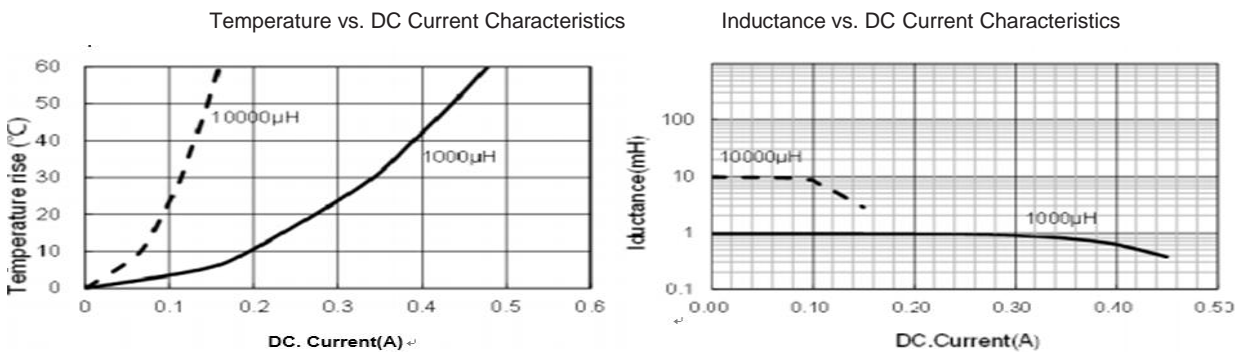 Temperature vs. DC Current Characteristics
Inductance vs. DC Current Characteristics
Temperature rise (℃)
60
50
40
30
20
10
0
10000μH
1000μH
0
0.1
0.2
0.3
0.4
0.5
0.6
DC. Current(A)
Iductance(mH)
100
10
1
0.1
10000μH
1000μH
0.00
0.10
0.20
0.30
0.40
0.50
DC.Current(A)